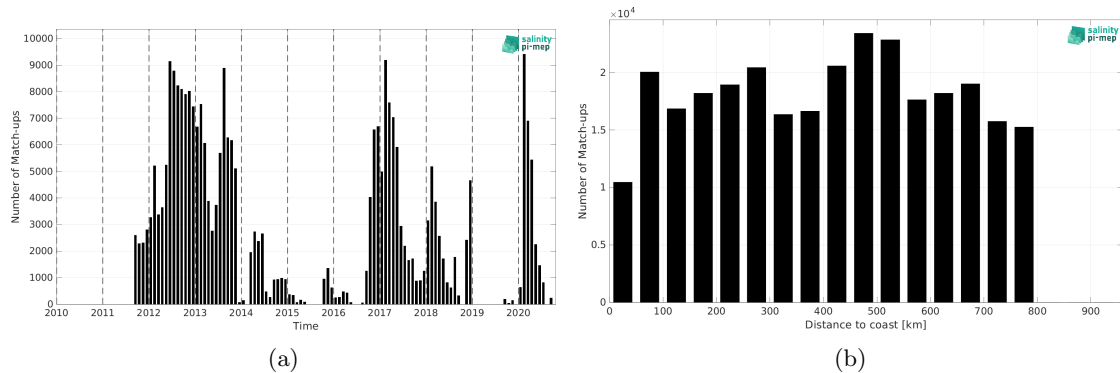 10000
9000
8000
7000
6000
5000
4000
3000
2000
1000
0
Number of Match-ups
2010 2011 2012 2013 2014 2015 2016 2017 2018 2019 2020
Time
salinity
pi-mep
(a)
×10⁴
2
1.5
1
0.5
0
Number of Match-ups
0 100 200 300 400 500 600 700 800 900
Distance to coast [km]
salinity
pi-mep
(b)